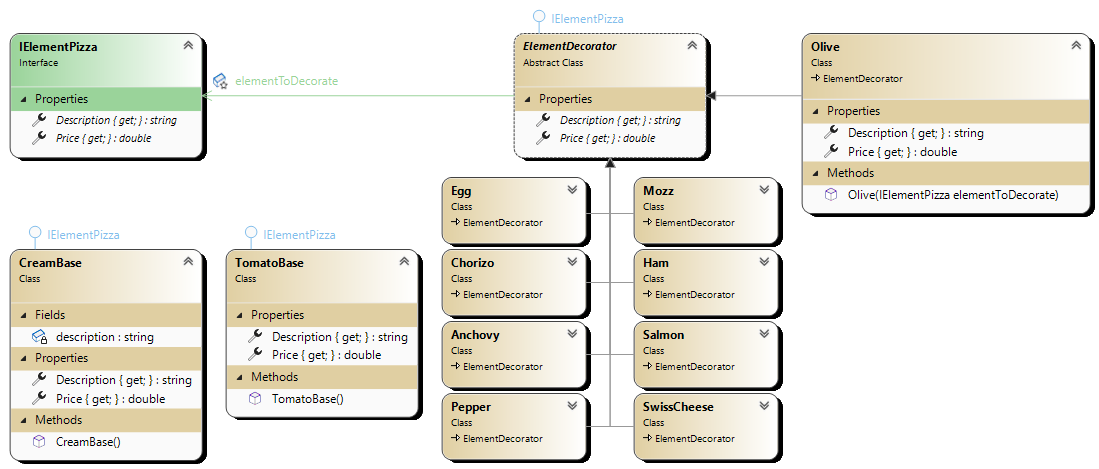 IElementPizza
Interface
Properties
Description { get; } : string
Price { get; } : double
elementToDecorate
IElementPizza
ElementDecorator
Abstract Class
Properties
Description { get; } : string
Price { get; } : double
Olive
Class
ElementDecorator
Properties
Description { get; } : string
Price { get; } : double
Methods
Olive(IElementPizza elementToDecorate)
IElementPizza
CreamBase
Class
Fields
description : string
Properties
Description { get; } : string
Price { get; } : double
Methods
CreamBase()
IElementPizza
TomatoBase
Class
Properties
Description { get; } : string
Price { get; } : double
Methods
TomatoBase()
Egg
Class
ElementDecorator
Mozz
Class
ElementDecorator
Chorizo
Class
ElementDecorator
Ham
Class
ElementDecorator
Anchovy
Class
ElementDecorator
Salmon
Class
ElementDecorator
Pepper
Class
ElementDecorator
SwissCheese
Class
ElementDecorator